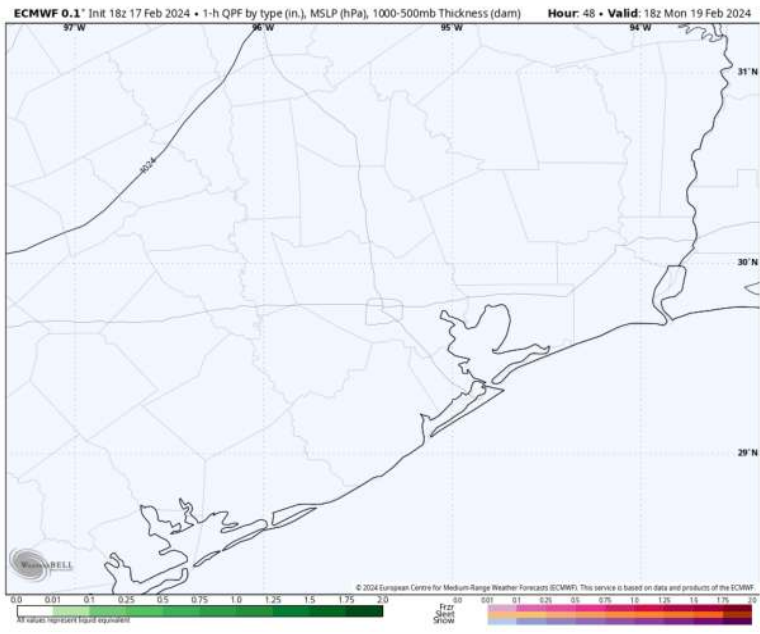 ECMWF 0.1° Init 18z 17 Feb 2024 • 1-h QPF by type (in.), MSLP (hPa), 1000-500mb Thickness (dam) Hour: 48 • Valid: 18z Mon 19 Feb 2024
97°W 96°W 95°W 94°W
31°N
1024
30°N
29°N
WeatherBELL
© 2024 European Centre for Medium-Range Weather Forecasts (ECMWF). This service is based on data and products of the ECMWF
0.0 0.01 0.1 0.25 0.50 0.75 1.0 1.25 1.5 1.75 2.0
All values represent liquid equivalent
0.0 0.01 0.1 0.25 0.5 0.75 1.0 1.25 1.5 1.75 2.0
Frzr
Sleet
Snow